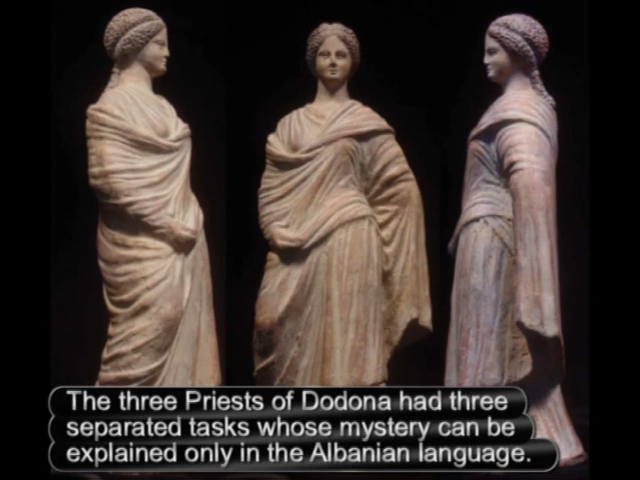 The three Priests of Dodona had three
separated tasks whose mystery can be
explained only in the Albanian language.